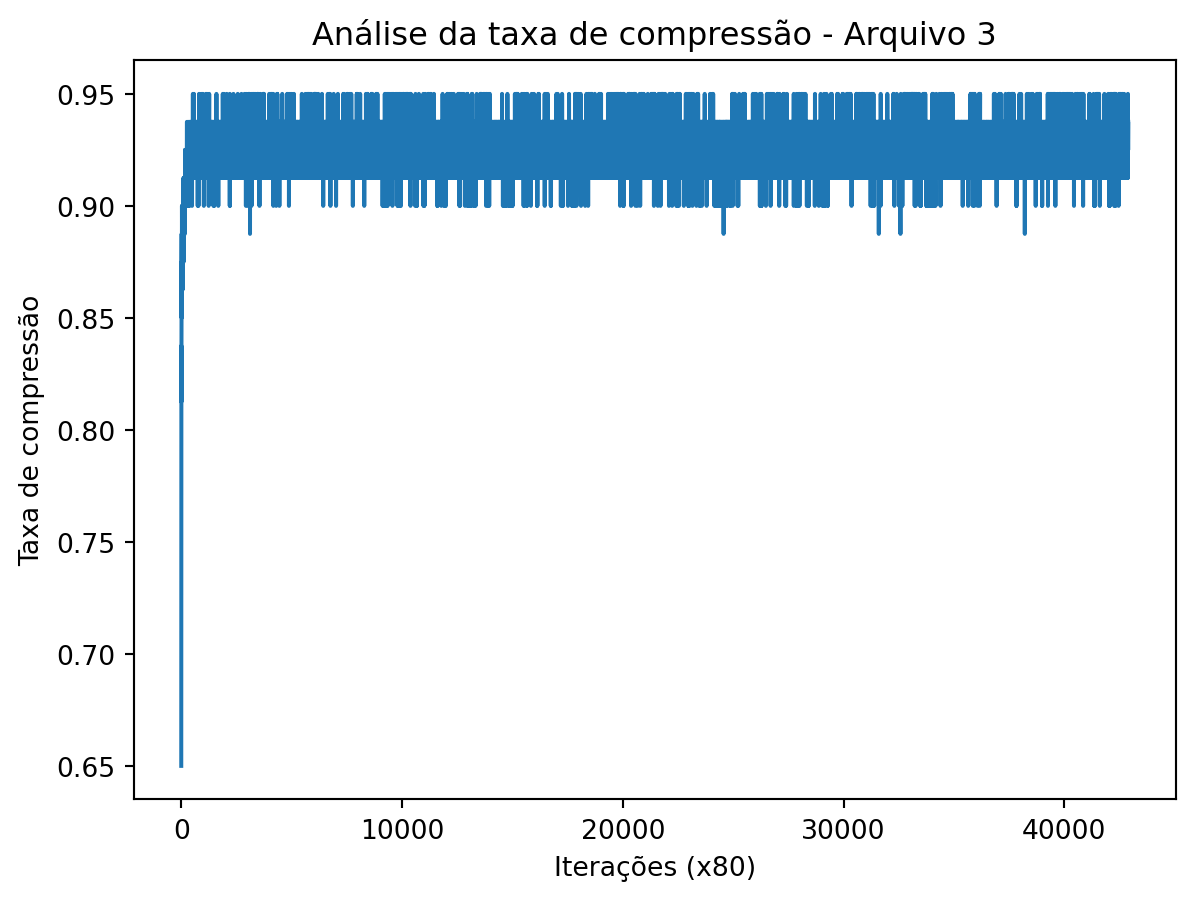 Análise da taxa de compressão - Arquivo 3
0.95
0.90
0.85
0.80
0.75
0.70
0.65
Taxa de compressão
0 10000 20000 30000 40000
Iterações (x80)